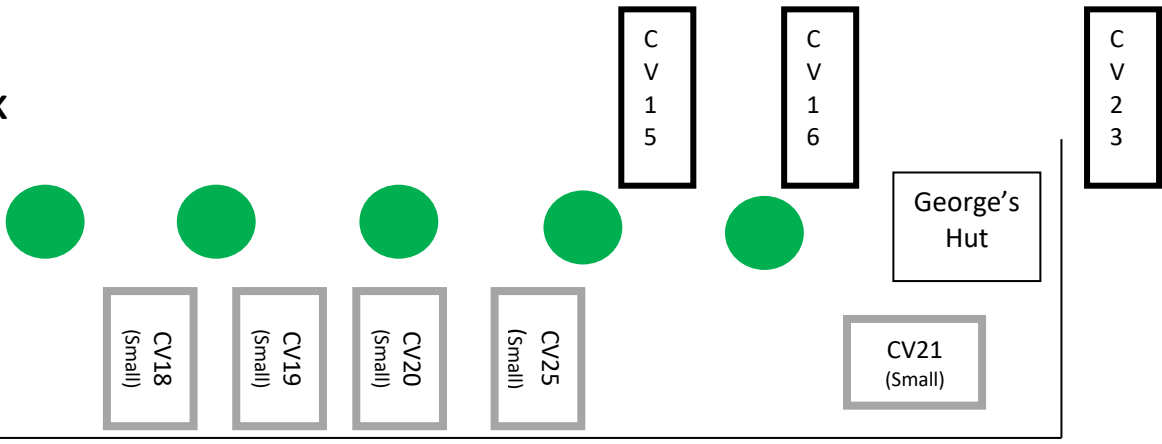 C
V
1
5
C
V
1
6
C
V
2
3
K
George’s
Hut
CV18
(Small)
CV19
(Small)
CV20
(Small)
CV25
(Small)
CV21
(Small)